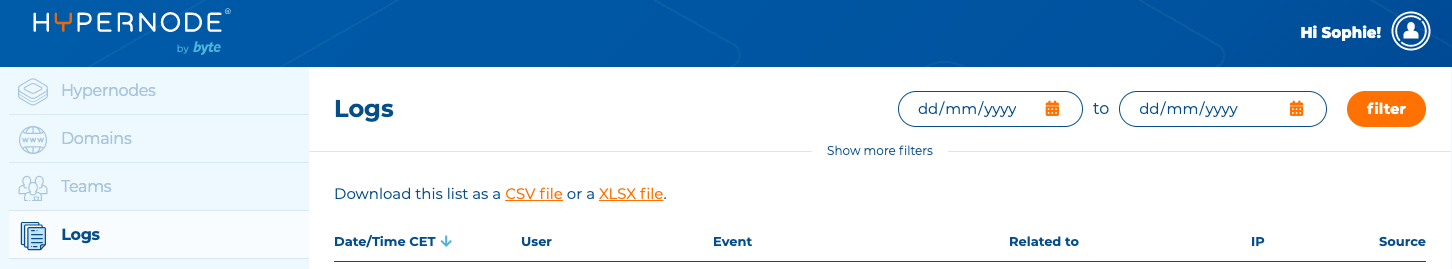 HYPERNODE®
by byte
Hi Sophie!
Hypernodes
Domains
Teams
Logs
Logs
dd/mm/yyyy to dd/mm/yyyy filter
Show more filters
Download this list as a CSV file or a XLSX file.
Date/Time CET User Event Related to IP Source